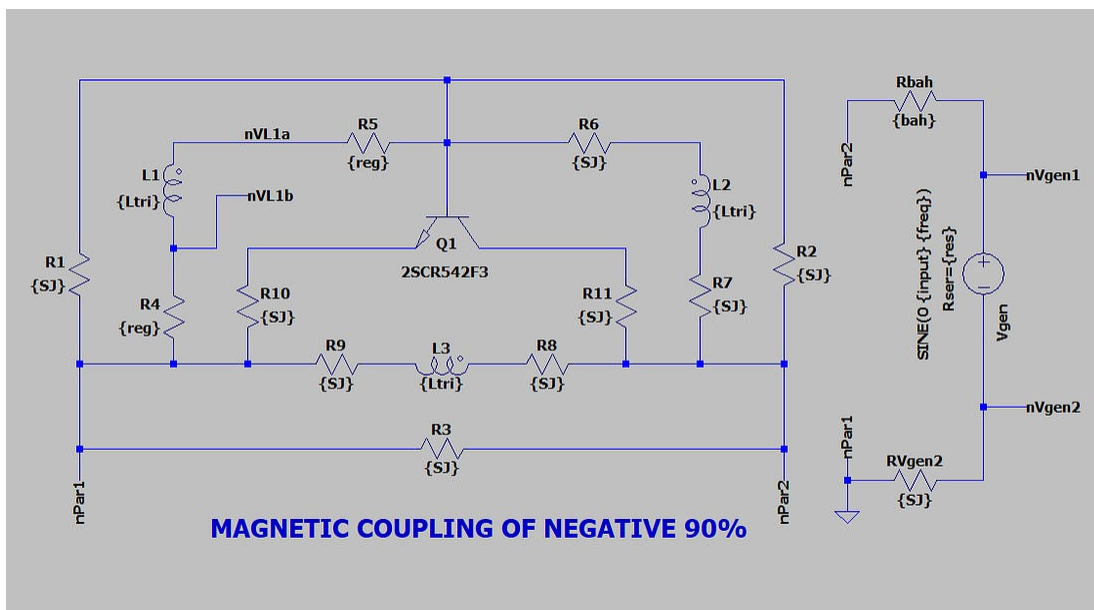 Rbah
{bah}
nPar2
nVgen1
R5
{reg}
nVL1a
R6
{SJ}
L1
{Ltri}
nVL1b
L2
{Ltri}
Q1
2SCR542F3
R1
{SJ}
R2
{SJ}
R4
{reg}
R10
{SJ}
R11
{SJ}
R7
{SJ}
SINE(0 {input} {freq})
Rser={res}
Vgen
R9
{SJ}
L3
{Ltri}
R8
{SJ}
nVgen2
R3
{SJ}
nPar1
RVgen2
{SJ}
nPar1
nPar2
MAGNETIC COUPLING OF NEGATIVE 90%